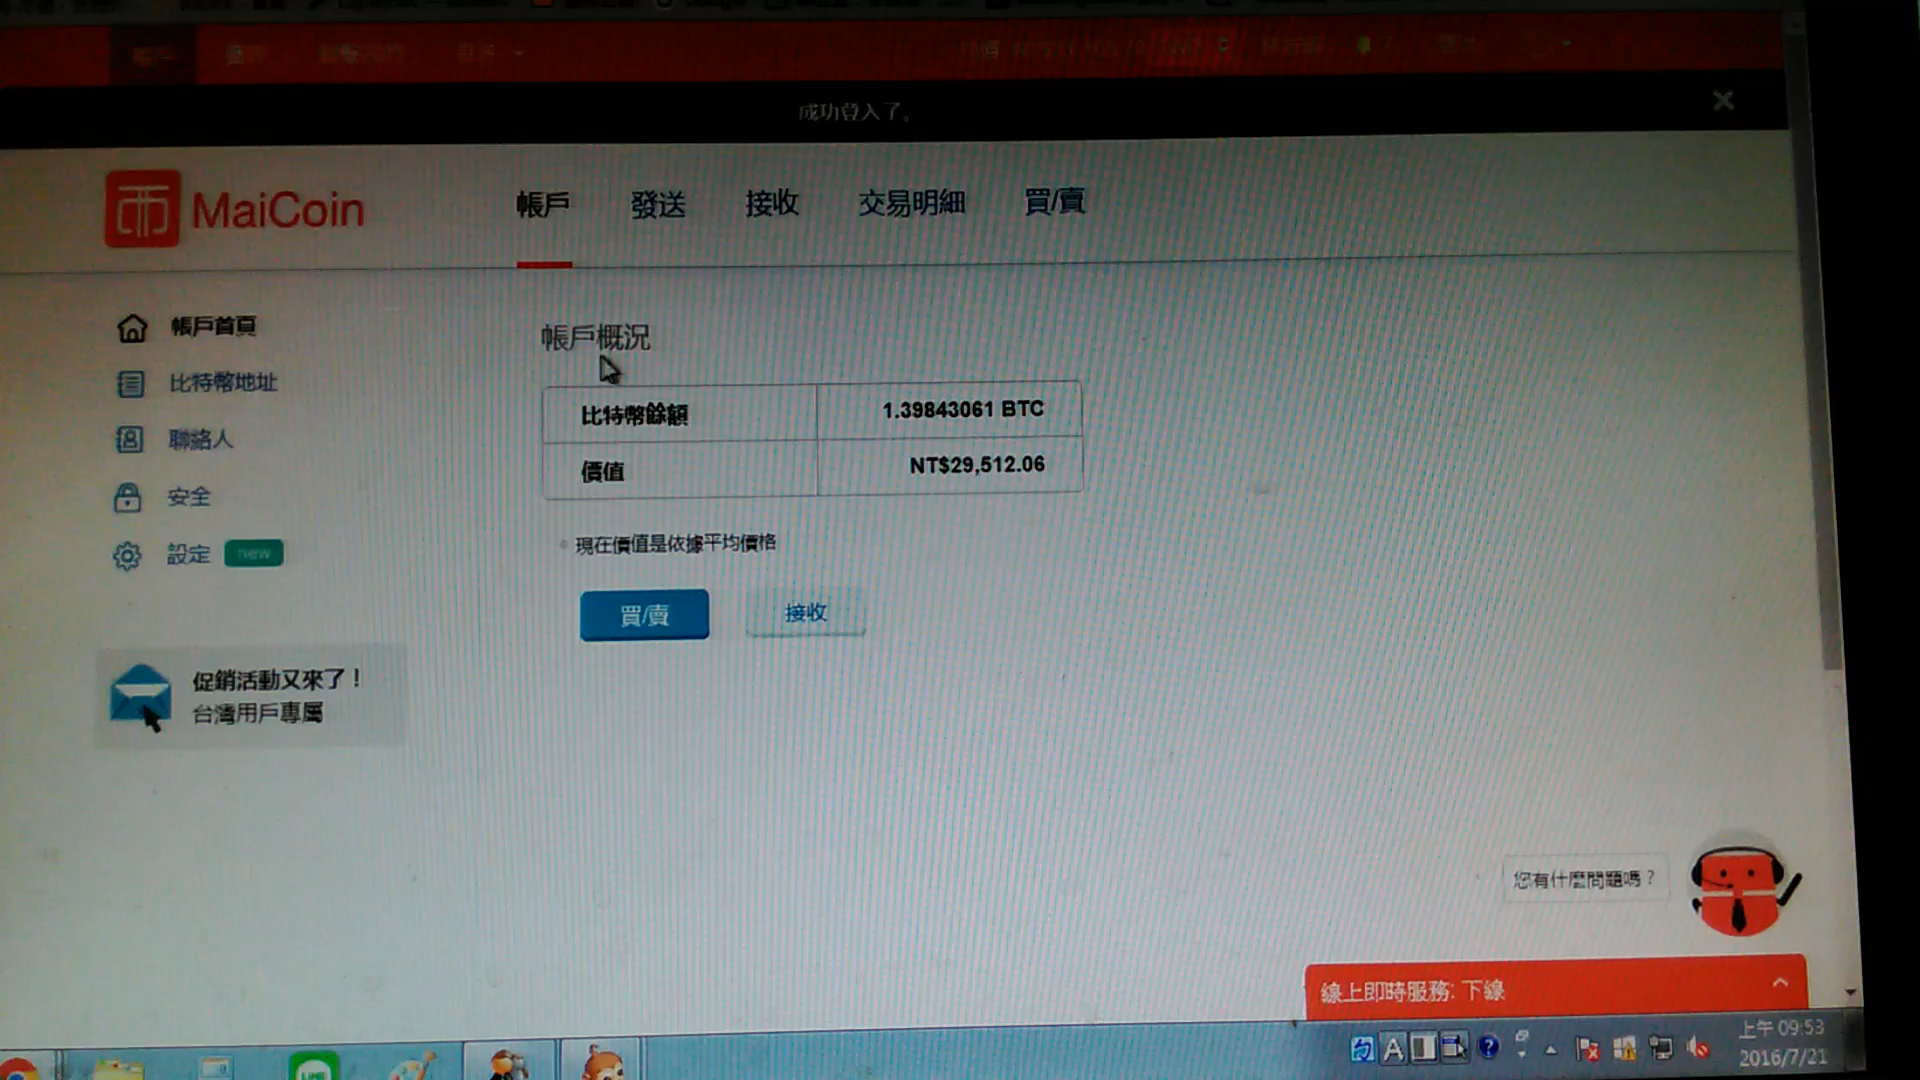 成功登入了。
MaiCoin
帳戶 發送 接收 交易明細 買/賣
帳戶首頁
比特幣地址
聯絡人
安全
設定 new
促銷活動又來了！
台灣用戶專屬
帳戶概況
比特幣餘額 1.39843061 BTC
價值 NT$29,512.06
現在價值是依據平均價格
買/賣 接收
您有什麼問題嗎？
線上即時服務: 下線
上午 09:53
2016/7/21